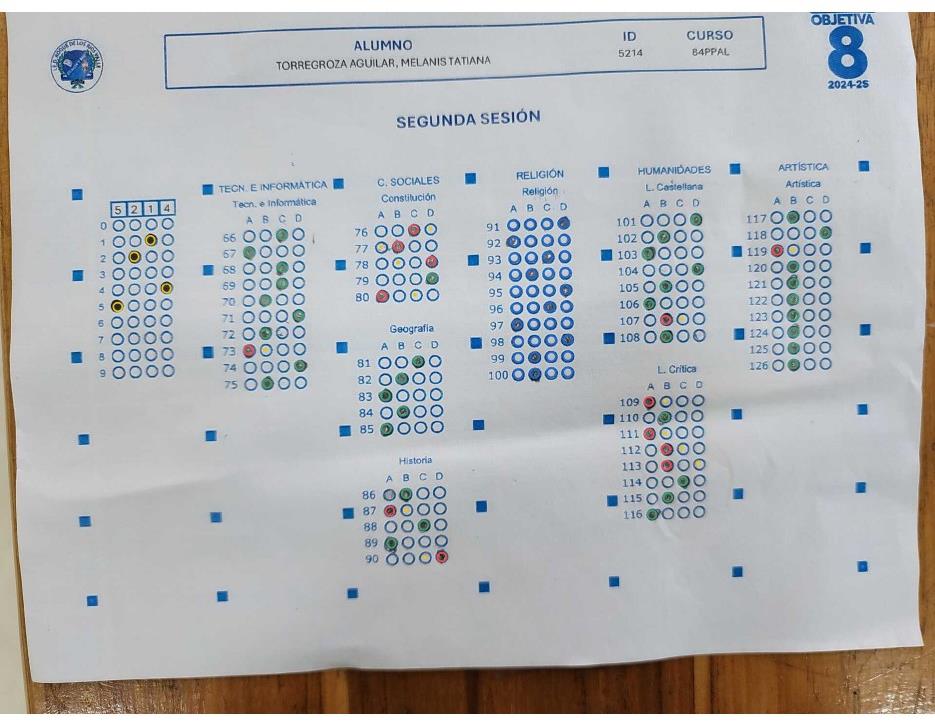 OBJETIVA
8
2024-25
ALUMNO
ID
CURSO
TORREGROZA AGUILAR, MELANIS TATIANA
5214
84PPAL
SEGUNDA SESIÓN
5 2 1 4
0
1
2
3
4
5
6
7
8
9
TECN. E INFORMÁTICA
Tecn. e Informática
A B C D
66
67
68
69
70
71
72
73
74
75
C. SOCIALES
Constitución
A B C D
76
77
78
79
80
Geografía
A B C D
81
82
83
84
85
Historia
A B C D
86
87
88
89
90
RELIGIÓN
Religión
A B C D
91
92
93
94
95
96
97
98
99
100
HUMANIDADES
L. Castellana
A B C D
101
102
103
104
105
106
107
108
L. Crítica
A B C D
109
110
111
112
113
114
115
116
ARTÍSTICA
Artística
A B C D
117
118
119
120
121
122
123
124
125
126